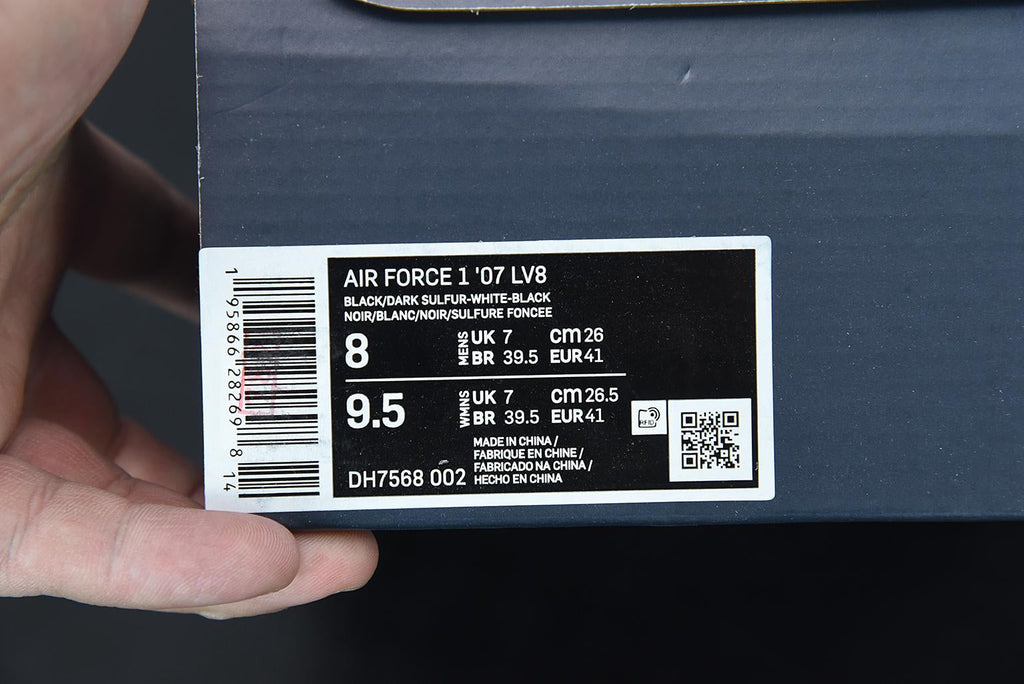 AIR FORCE 1 '07 LV8
BLACK/DARK SULFUR-WHITE-BLACK
NOIR/BLANC/NOIR/SULFURE FONCEE
8 MENS UK 7 cm 26
BR 39.5 EUR 41
9.5 WMNS UK 7 cm 26.5
BR 39.5 EUR 41
MADE IN CHINA /
FABRIQUE EN CHINE /
FABRICADO NA CHINA /
HECHO EN CHINA
DH7568 002
RFID
1 95866 28269 8 14